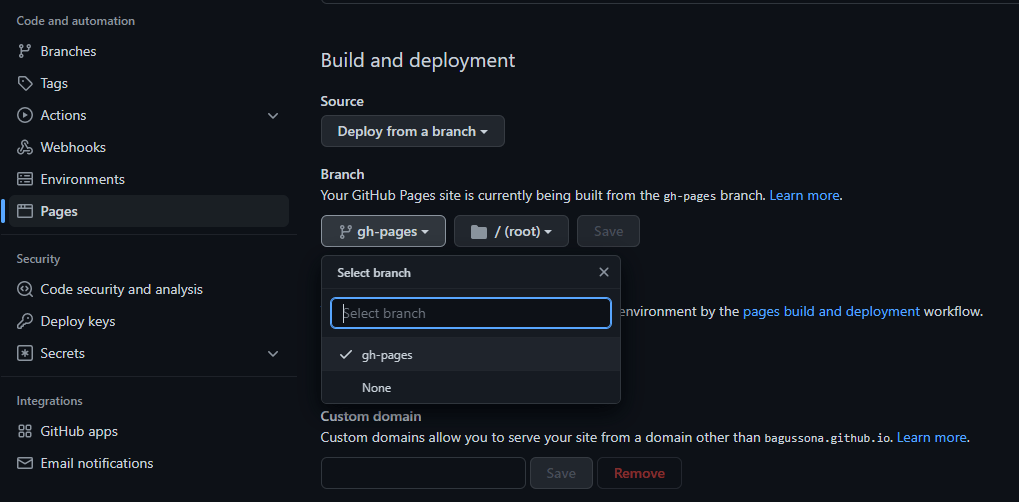 Code and automation
Branches
Tags
Actions
Webhooks
Environments
Pages
Security
Code security and analysis
Deploy keys
Secrets
Integrations
GitHub apps
Email notifications
Build and deployment
Source
Deploy from a branch
Branch
Your GitHub Pages site is currently being built from the gh-pages branch. Learn more.
gh-pages / (root) Save
Select branch
Select branch
environment by the pages build and deployment workflow.
gh-pages
None
Custom domain
Custom domains allow you to serve your site from a domain other than bagussona.github.io. Learn more.
Save Remove